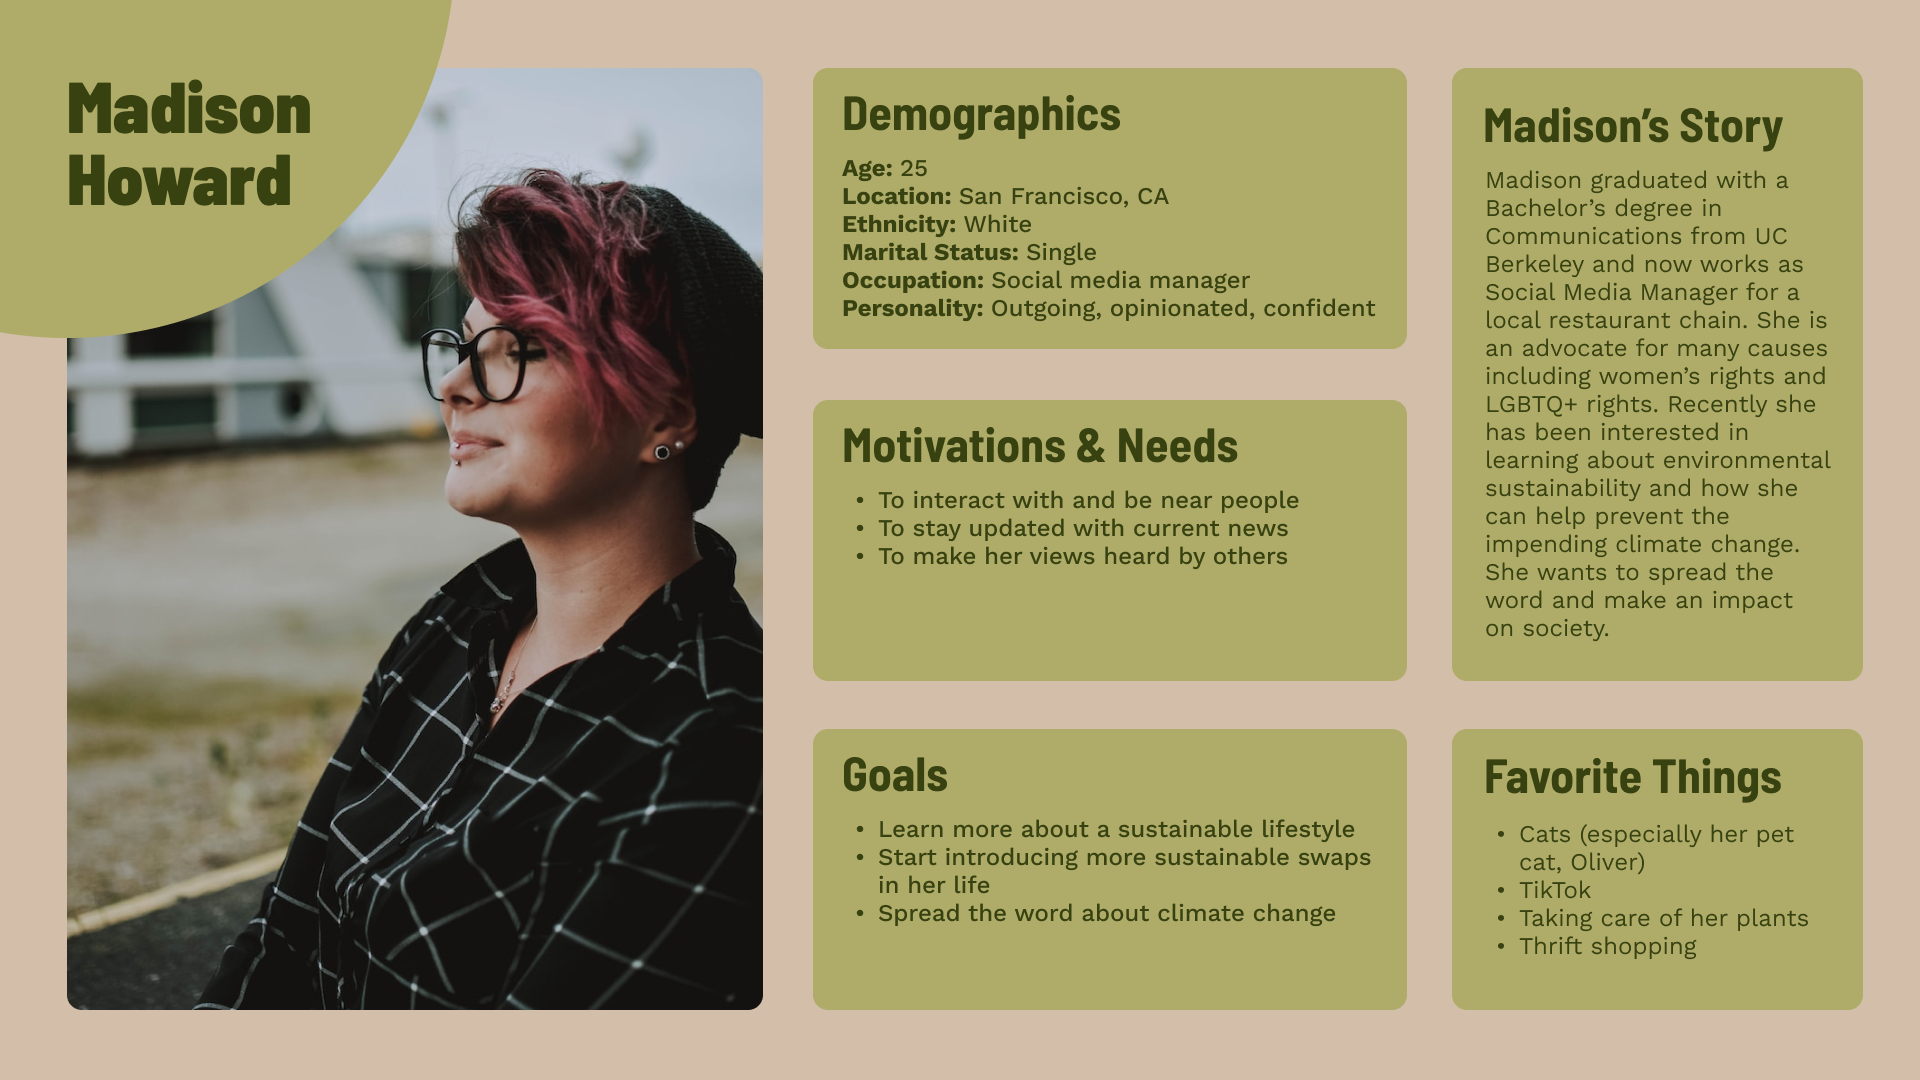 Madison
Howard
Demographics
Age: 25
Location: San Francisco, CA
Ethnicity: White
Marital Status: Single
Occupation: Social media manager
Personality: Outgoing, opinionated, confident
Motivations & Needs
• To interact with and be near people
• To stay updated with current news
• To make her views heard by others
Goals
• Learn more about a sustainable lifestyle
• Start introducing more sustainable swaps
in her life
• Spread the word about climate change
Madison’s Story
Madison graduated with a
Bachelor’s degree in
Communications from UC
Berkeley and now works as
Social Media Manager for a
local restaurant chain. She is
an advocate for many causes
including women’s rights and
LGBTQ+ rights. Recently she
has been interested in
learning about environmental
sustainability and how she
can help prevent the
impending climate change.
She wants to spread the
word and make an impact
on society.
Favorite Things
• Cats (especially her pet
cat, Oliver)
• TikTok
• Taking care of her plants
• Thrift shopping